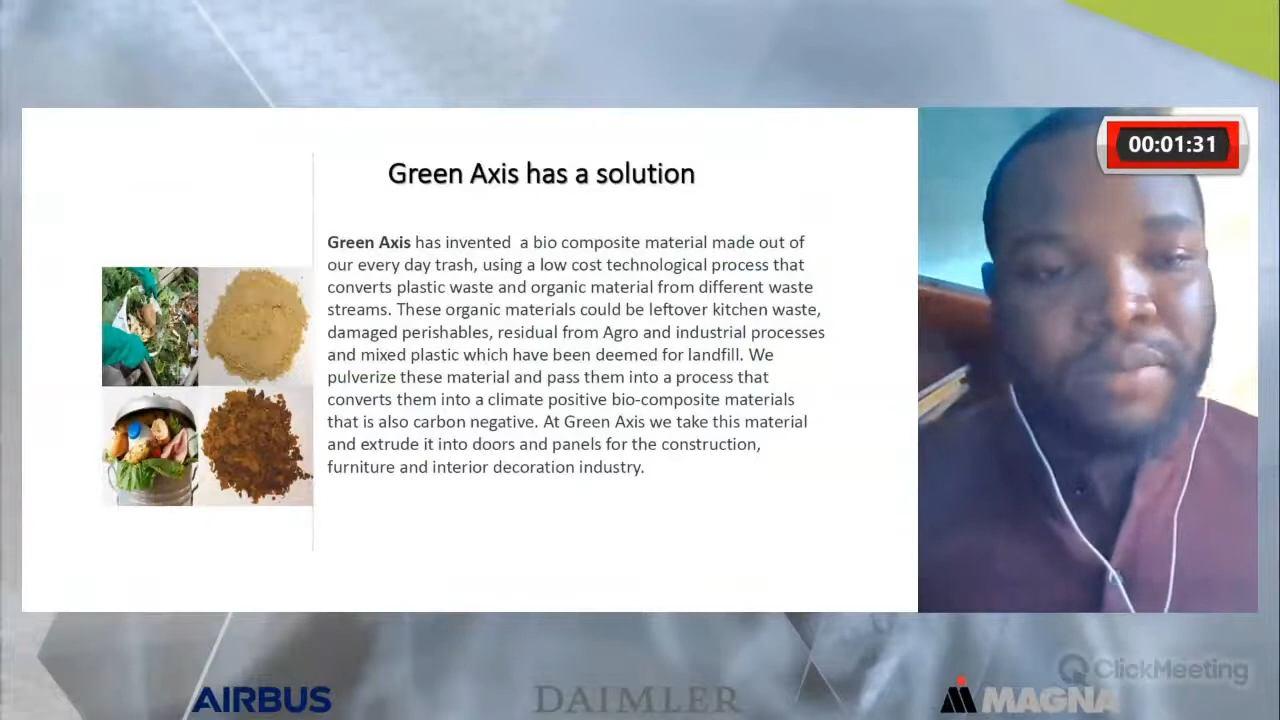 00:01:31
Green Axis has a solution
Green Axis has invented  a bio composite material made out of
our every day trash, using a low cost technological process that
converts plastic waste and organic material from different waste
streams. These organic materials could be leftover kitchen waste,
damaged perishables, residual from Agro and industrial processes
and mixed plastic which have been deemed for landfill. We
pulverize these material and pass them into a process that
converts them into a climate positive bio-composite materials
that is also carbon negative. At Green Axis we take this material
and extrude it into doors and panels for the construction,
furniture and interior decoration industry.
ClickMeeting
AIRBUS
DAIMLER
MAGNA